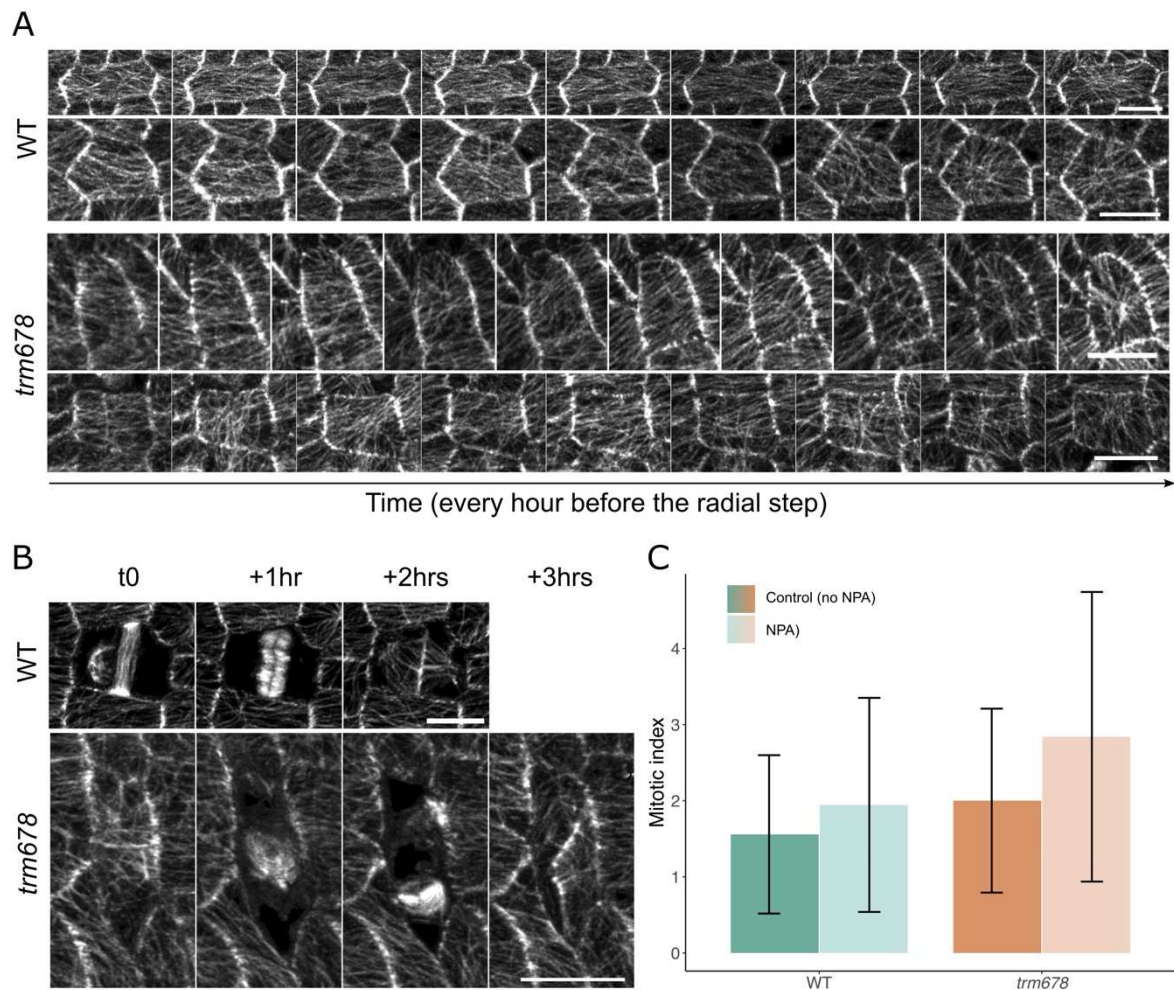 A
WT
trm678
Time (every hour before the radial step)
B
t0 +1hr +2hrs +3hrs
WT
trm678
C
Control (no NPA)
NPA)
Mitotic index
4
3
2
1
0
WT trm678